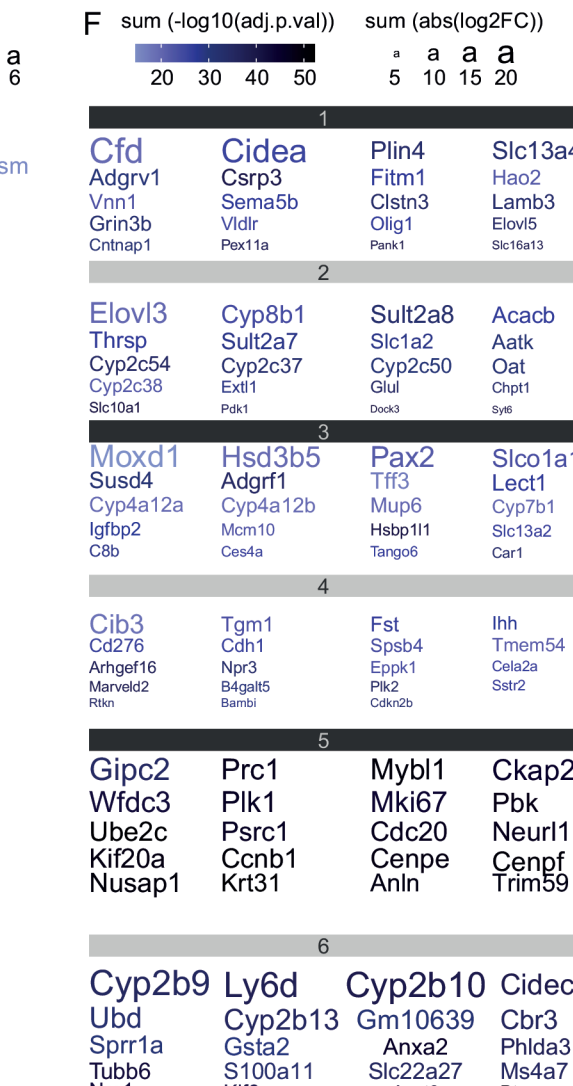 F sum (-log10(adj.p.val)) sum (abs(log2FC))
a a a a a
6 20 30 40 50 5 10 15 20
1
sm
Cfd Cidea Plin4 Slc13a4
Adgrv1 Csrp3 Fitm1 Hao2
Vnn1 Sema5b Clstn3 Lamb3
Grin3b Vldlr Olig1 Elovl5
Cntnap1 Pex11a Pank1 Slc16a13
2
Elovl3 Cyp8b1 Sult2a8 Acacb
Thrsp Sult2a7 Slc1a2 Aatk
Cyp2c54 Cyp2c37 Cyp2c50 Oat
Cyp2c38 Extl1 Glul Chpt1
Slc10a1 Pdk1 Dock3 Syt6
3
Moxd1 Hsd3b5 Pax2 Slco1a1
Susd4 Adgrf1 Tff3 Lect1
Cyp4a12a Cyp4a12b Mup6 Cyp7b1
Igfbp2 Mcm10 Hsbp1l1 Slc13a2
C8b Ces4a Tango6 Car1
4
Cib3 Tgm1 Fst Ihh
Cd276 Cdh1 Spsb4 Tmem54
Arhgef16 Npr3 Eppk1 Cela2a
Marveld2 B4galt5 Plk2 Sstr2
Rtkn Bambi Cdkn2b
5
Gipc2 Prc1 Mybl1 Ckap2
Wfdc3 Plk1 Mki67 Pbk
Ube2c Psrc1 Cdc20 Neurl1
Kif20a Ccnb1 Cenpe Cenpf
Nusap1 Krt31 Anln Trim59
6
Cyp2b9 Ly6d Cyp2b10 Cidec
Ubd Cyp2b13 Gm10639 Cbr3
Sprr1a Gsta2 Anxa2 Phlda3
Tubb6 S100a11 Slc22a27 Ms4a7